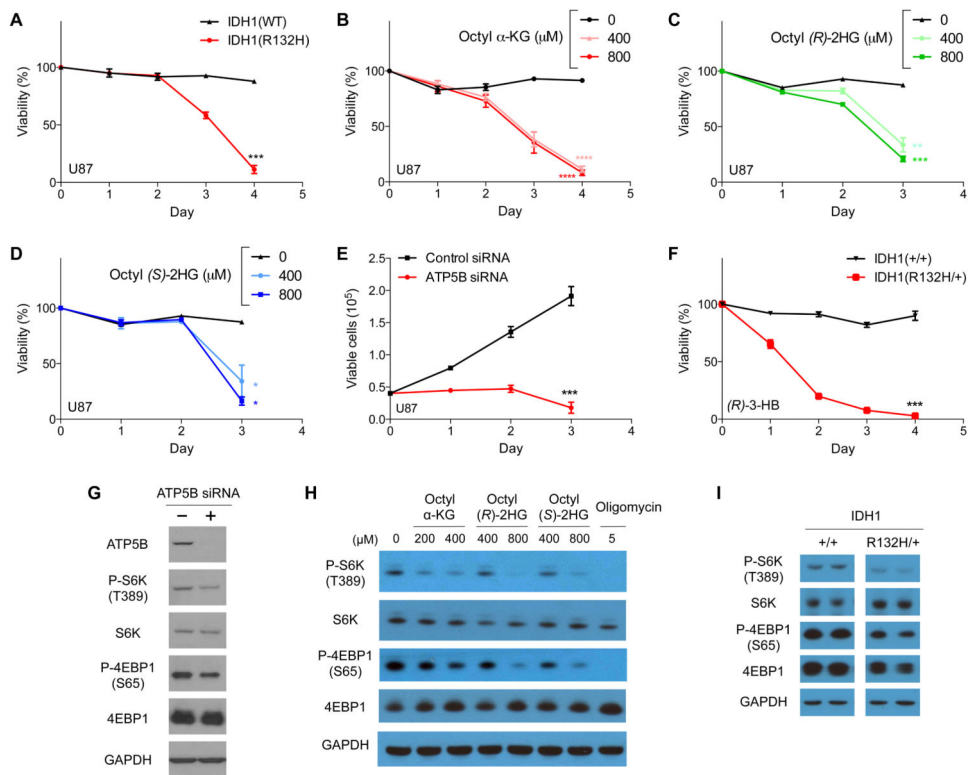 A
IDH1(WT)
IDH1(R132H)
Viability (%)
100
50
***
U87
0 1 2 3 4 5
Day
B
Octyl α-KG (μM)
0
400
800
Viability (%)
100
50
****
****
U87
0 1 2 3 4 5
Day
C
Octyl (R)-2HG (μM)
0
400
800
Viability (%)
100
50
**
***
U87
0 1 2 3 4
Day
D
Octyl (S)-2HG (μM)
0
400
800
Viability (%)
100
50
0
*
*
U87
0 1 2 3 4
Day
E
Control siRNA
ATP5B siRNA
Viable cells (10⁵)
2.5
2.0
1.5
1.0
0.5
0.0
***
U87
0 1 2 3 4
Day
F
IDH1(+/+)
IDH1(R132H/+)
Viability (%)
100
50
0
***
(R)-3-HB
0 1 2 3 4 5
Day
G
ATP5B siRNA
− +
ATP5B
P-S6K
(T389)
S6K
P-4EBP1
(S65)
4EBP1
GAPDH
H
Octyl
α-KG
Octyl
(R)-2HG
Octyl
(S)-2HG
Oligomycin
(μM) 0 200 400 400 800 400 800 5
P-S6K
(T389)
S6K
P-4EBP1
(S65)
4EBP1
GAPDH
I
IDH1
+/+ R132H/+
P-S6K
(T389)
S6K
P-4EBP1
(S65)
4EBP1
GAPDH